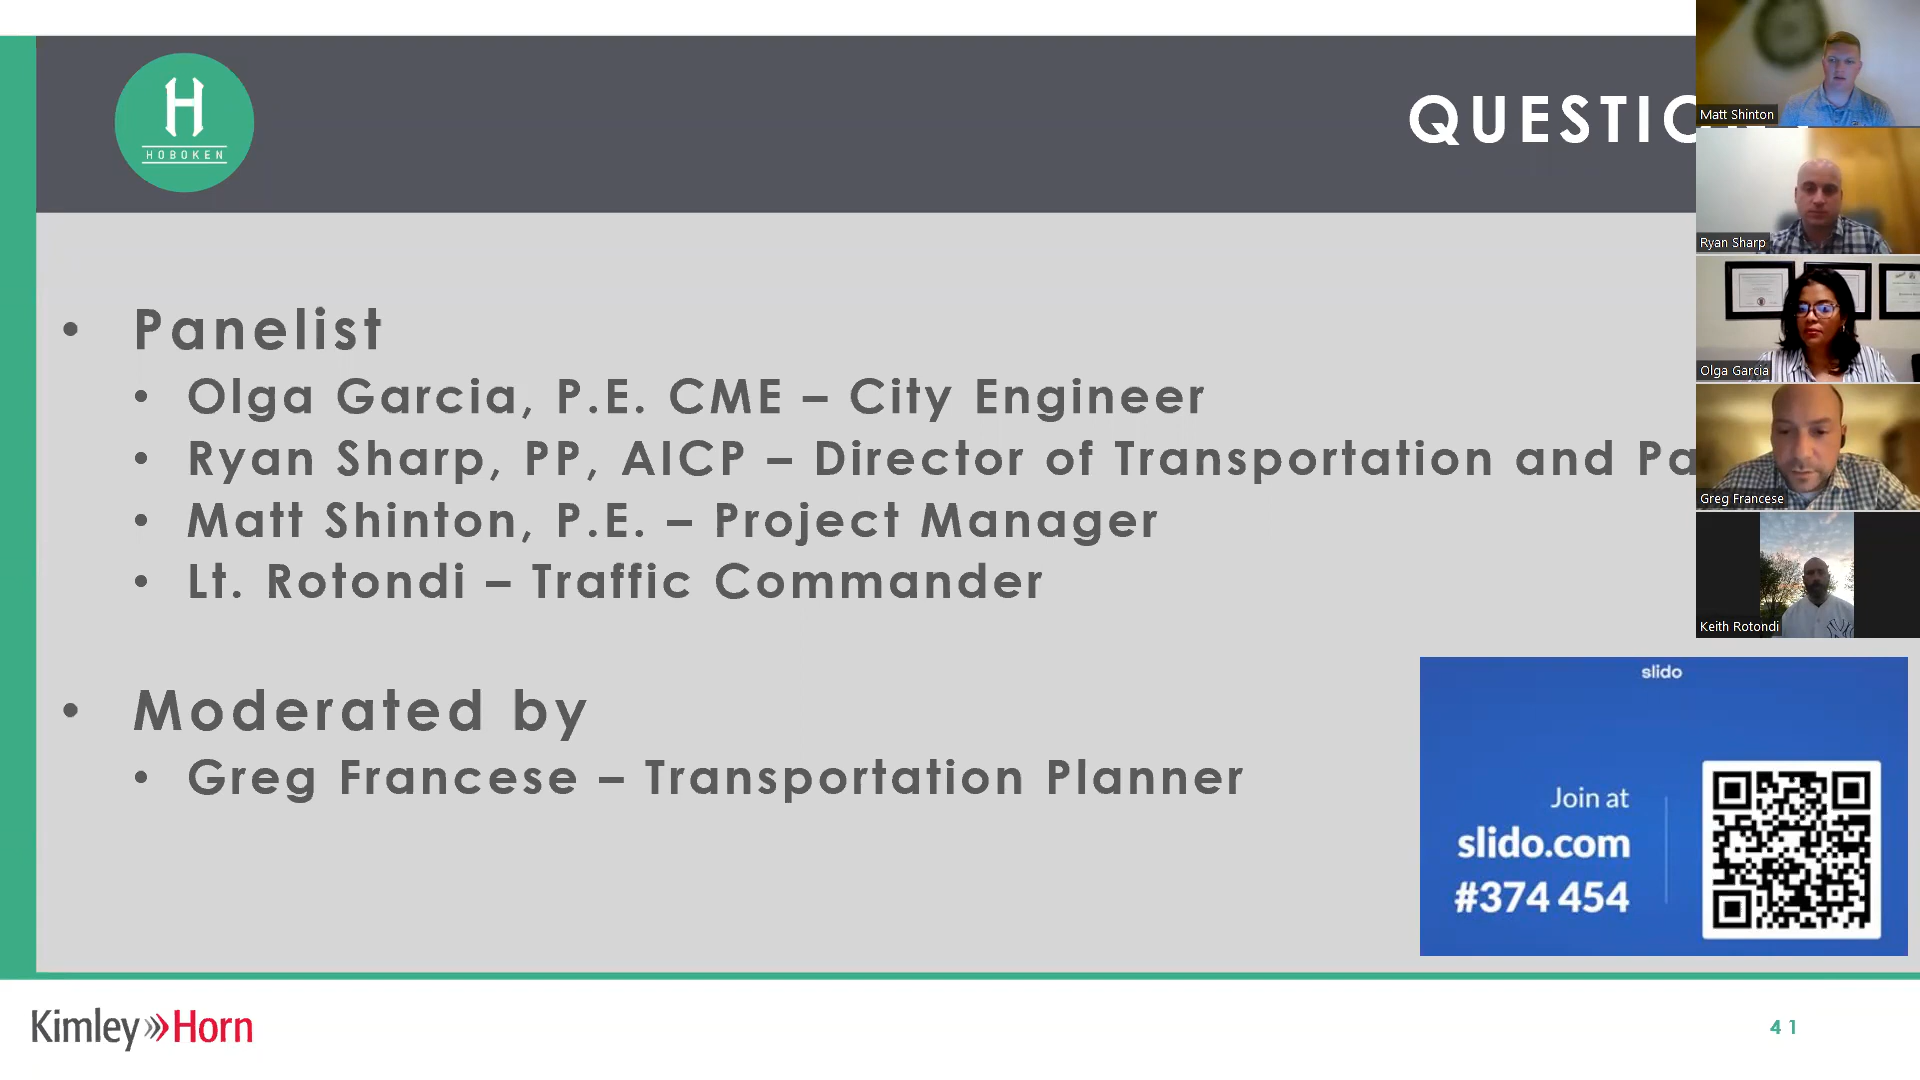 H
HOBOKEN
QUESTIO
Panelist
• Olga Garcia, P.E. CME – City Engineer
• Ryan Sharp, PP, AICP – Director of Transportation and Pa
• Matt Shinton, P.E. – Project Manager
• Lt. Rotondi – Traffic Commander
• Moderated by
• Greg Francese – Transportation Planner
Matt Shinton
Ryan Sharp
Olga Garcia
Greg Francese
Keith Rotondi
slido
Join at
slido.com
#374 454
Kimley»Horn
41